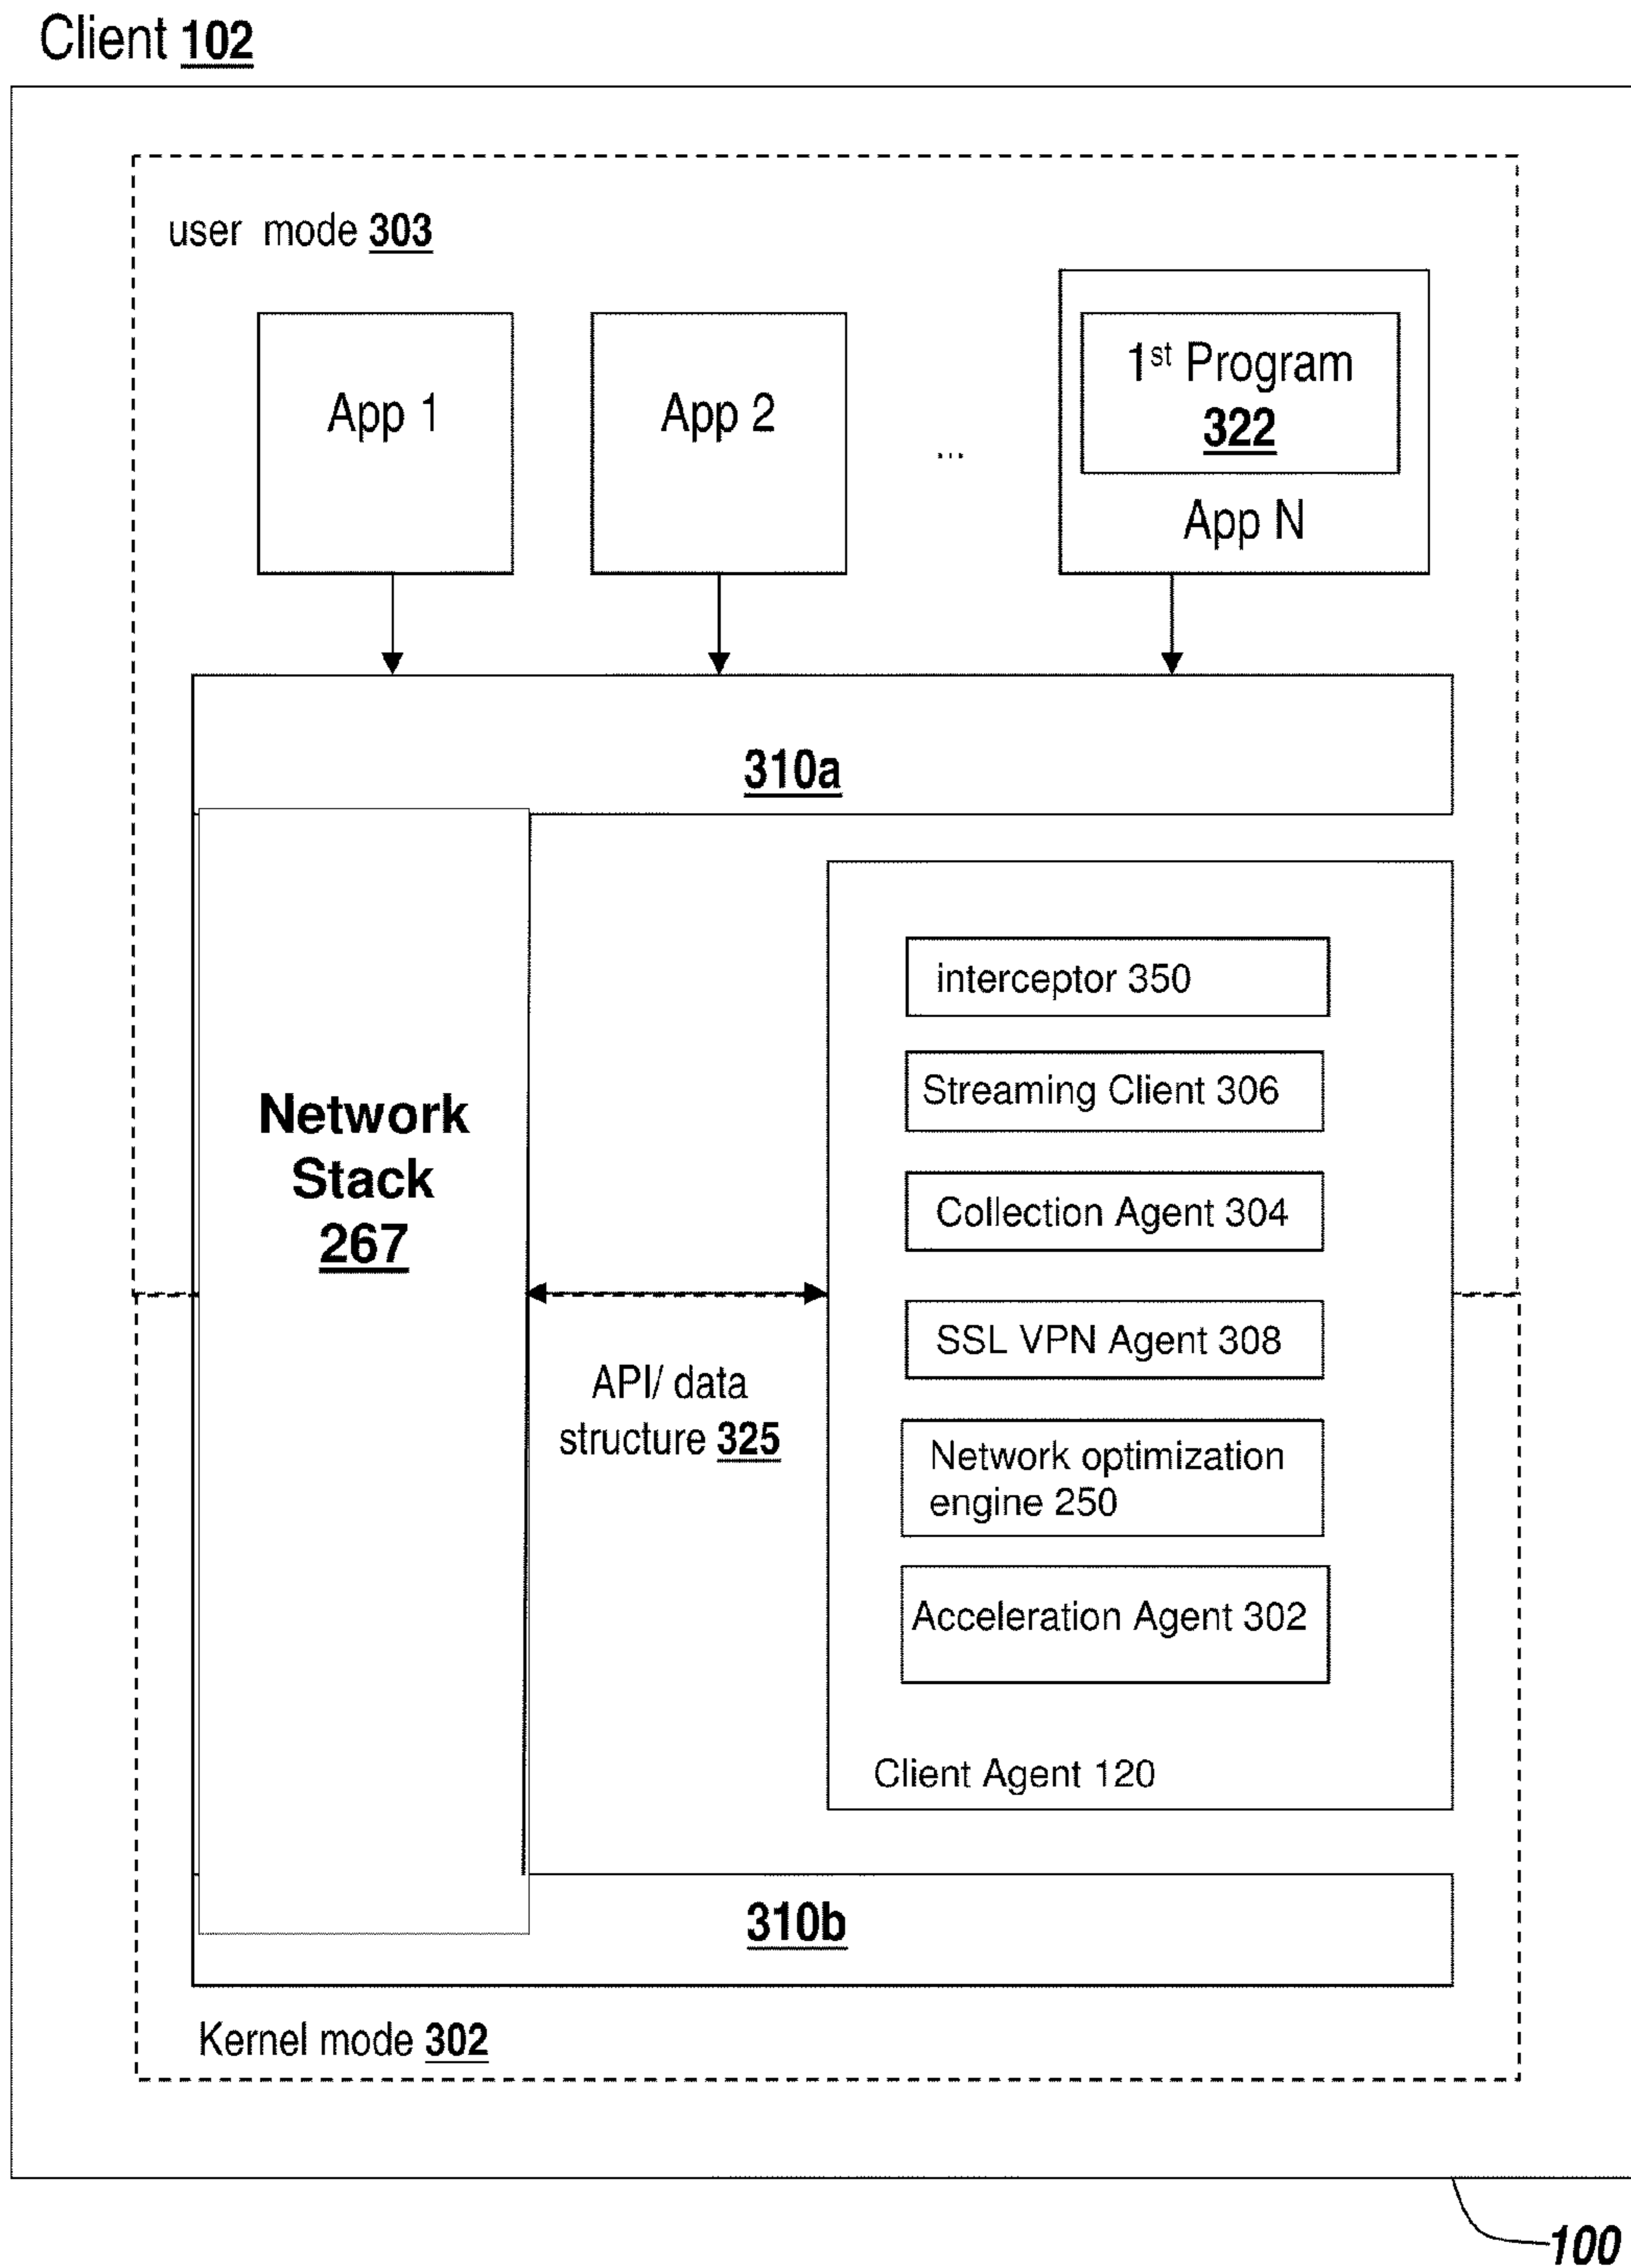 Client 102
user mode 303
App 1
App 2
...
1st Program
322
App N
310a
Network
Stack
267
API/ data
structure 325
interceptor 350
Streaming Client 306
Collection Agent 304
SSL VPN Agent 308
Network optimization
engine 250
Acceleration Agent 302
Client Agent 120
310b
Kernel mode 302
100